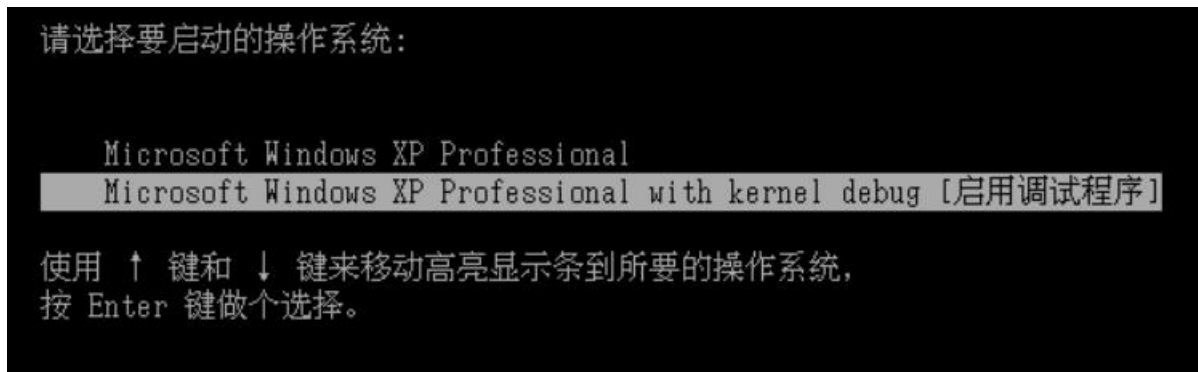 请选择要启动的操作系统:
Microsoft Windows XP Professional
Microsoft Windows XP Professional with kernel debug [启用调试程序]
使用 ↑ 键和 ↓ 键来移动高亮显示条到所要的操作系统,
按 Enter 键做个选择。